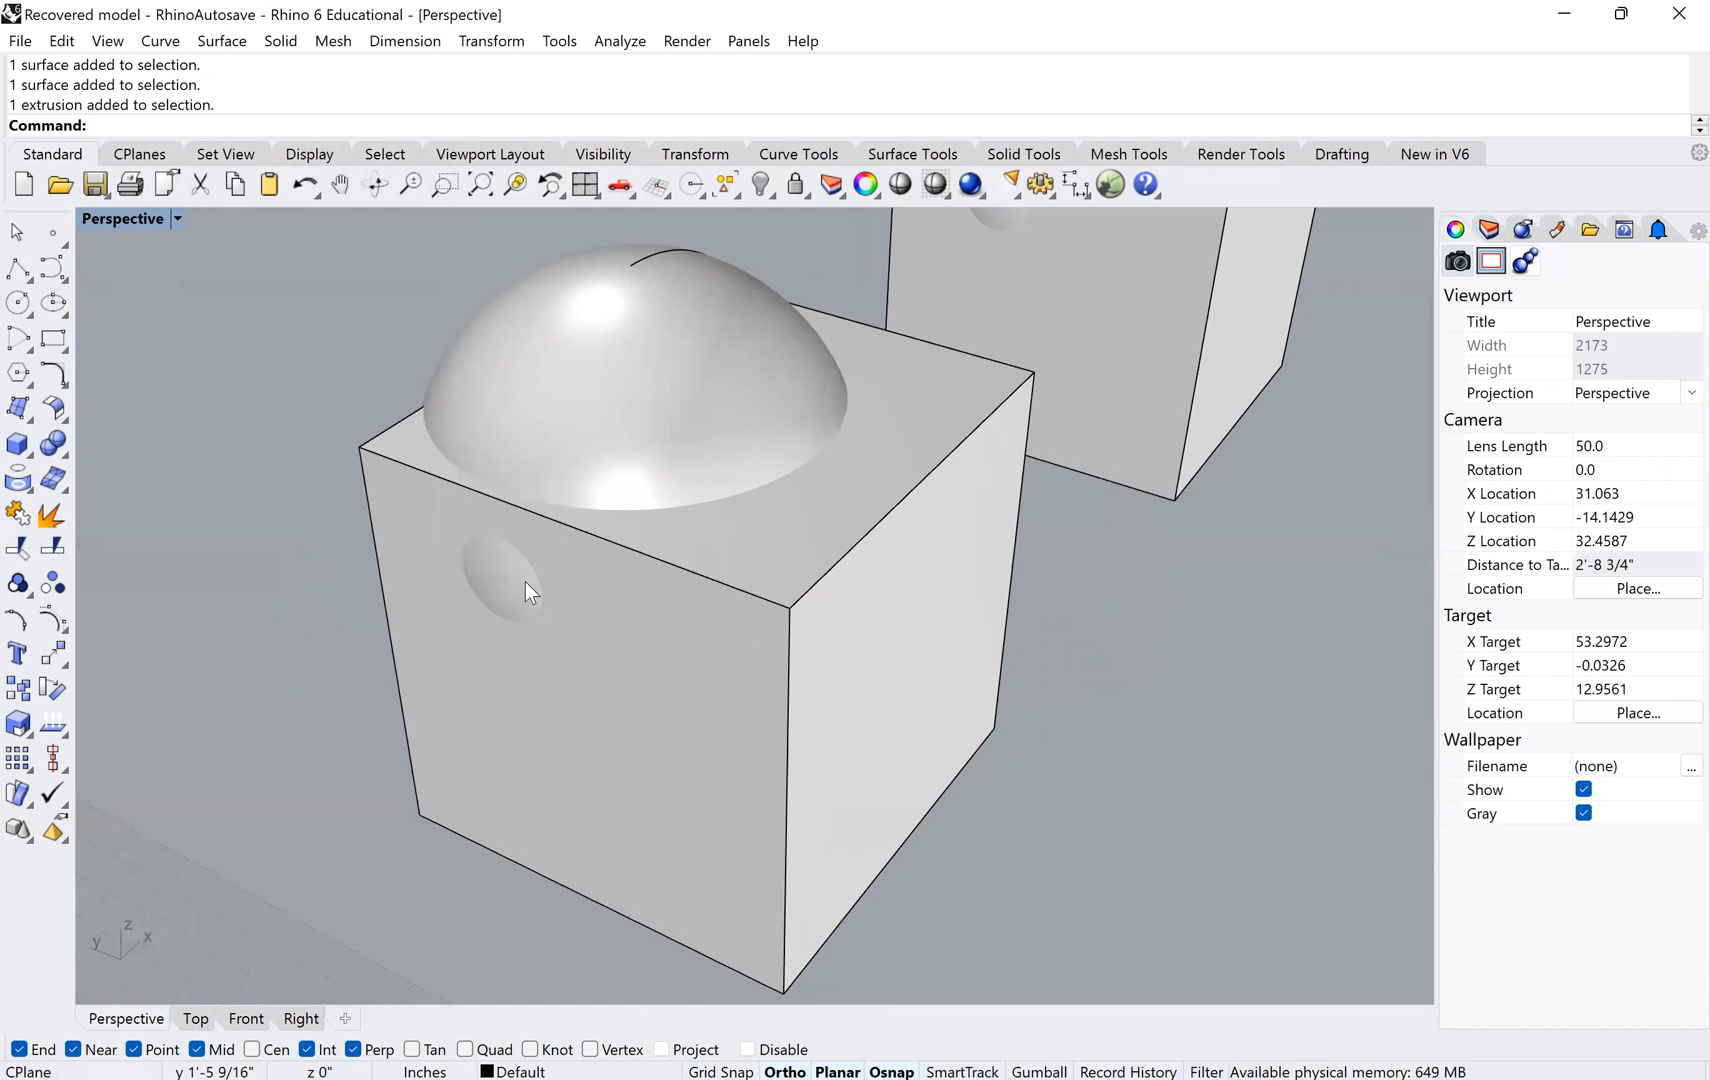 Recovered model - RhinoAutosave - Rhino 6 Educational - [Perspective]
File Edit View Curve Surface Solid Mesh Dimension Transform Tools Analyze Render Panels Help
1 surface added to selection.
1 surface added to selection.
1 extrusion added to selection.
Command:
Standard CPlanes Set View Display Select Viewport Layout Visibility Transform Curve Tools Surface Tools Solid Tools Mesh Tools Render Tools Drafting New in V6
Perspective
Viewport
Title Perspective
Width 2173
Height 1275
Projection Perspective
Camera
Lens Length 50.0
Rotation 0.0
X Location 31.063
Y Location -14.1429
Z Location 32.4587
Distance to Ta... 2'-8 3/4"
Location Place...
Target
X Target 53.2972
Y Target -0.0326
Z Target 12.9561
Location Place...
Wallpaper
Filename (none) ...
Show
Gray
z
y x
Perspective Top Front Right
End Near Point Mid Cen Int Perp Tan Quad Knot Vertex Project Disable
CPlane y 1'-5 9/16" z 0" Inches Default Grid Snap Ortho Planar Osnap SmartTrack Gumball Record History Filter Available physical memory: 649 MB